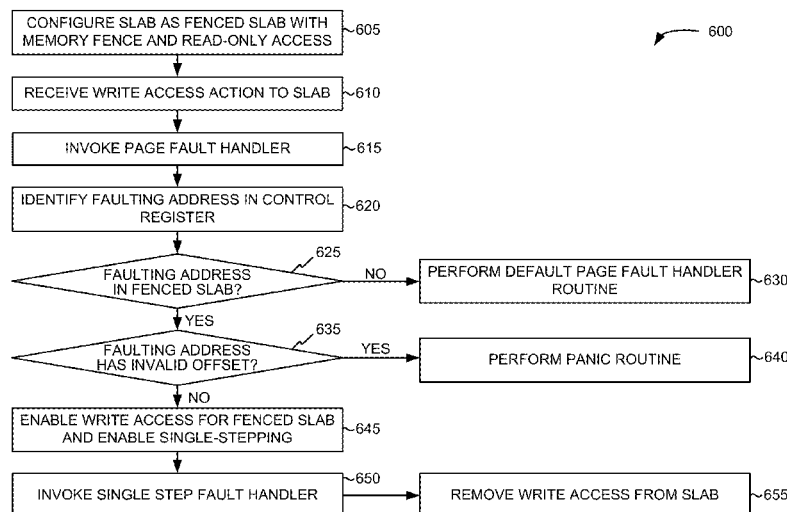 CONFIGURE SLAB AS FENCED SLAB WITH
MEMORY FENCE AND READ-ONLY ACCESS
605
600
RECEIVE WRITE ACCESS ACTION TO SLAB
610
INVOKE PAGE FAULT HANDLER
615
IDENTIFY FAULTING ADDRESS IN CONTROL
REGISTER
620
625
FAULTING ADDRESS
IN FENCED SLAB?
NO
PERFORM DEFAULT PAGE FAULT HANDLER
ROUTINE
630
YES
635
FAULTING ADDRESS
HAS INVALID OFFSET?
YES
PERFORM PANIC ROUTINE
640
NO
ENABLE WRITE ACCESS FOR FENCED SLAB
AND ENABLE SINGLE-STEPPING
645
650
INVOKE SINGLE STEP FAULT HANDLER
REMOVE WRITE ACCESS FROM SLAB
655